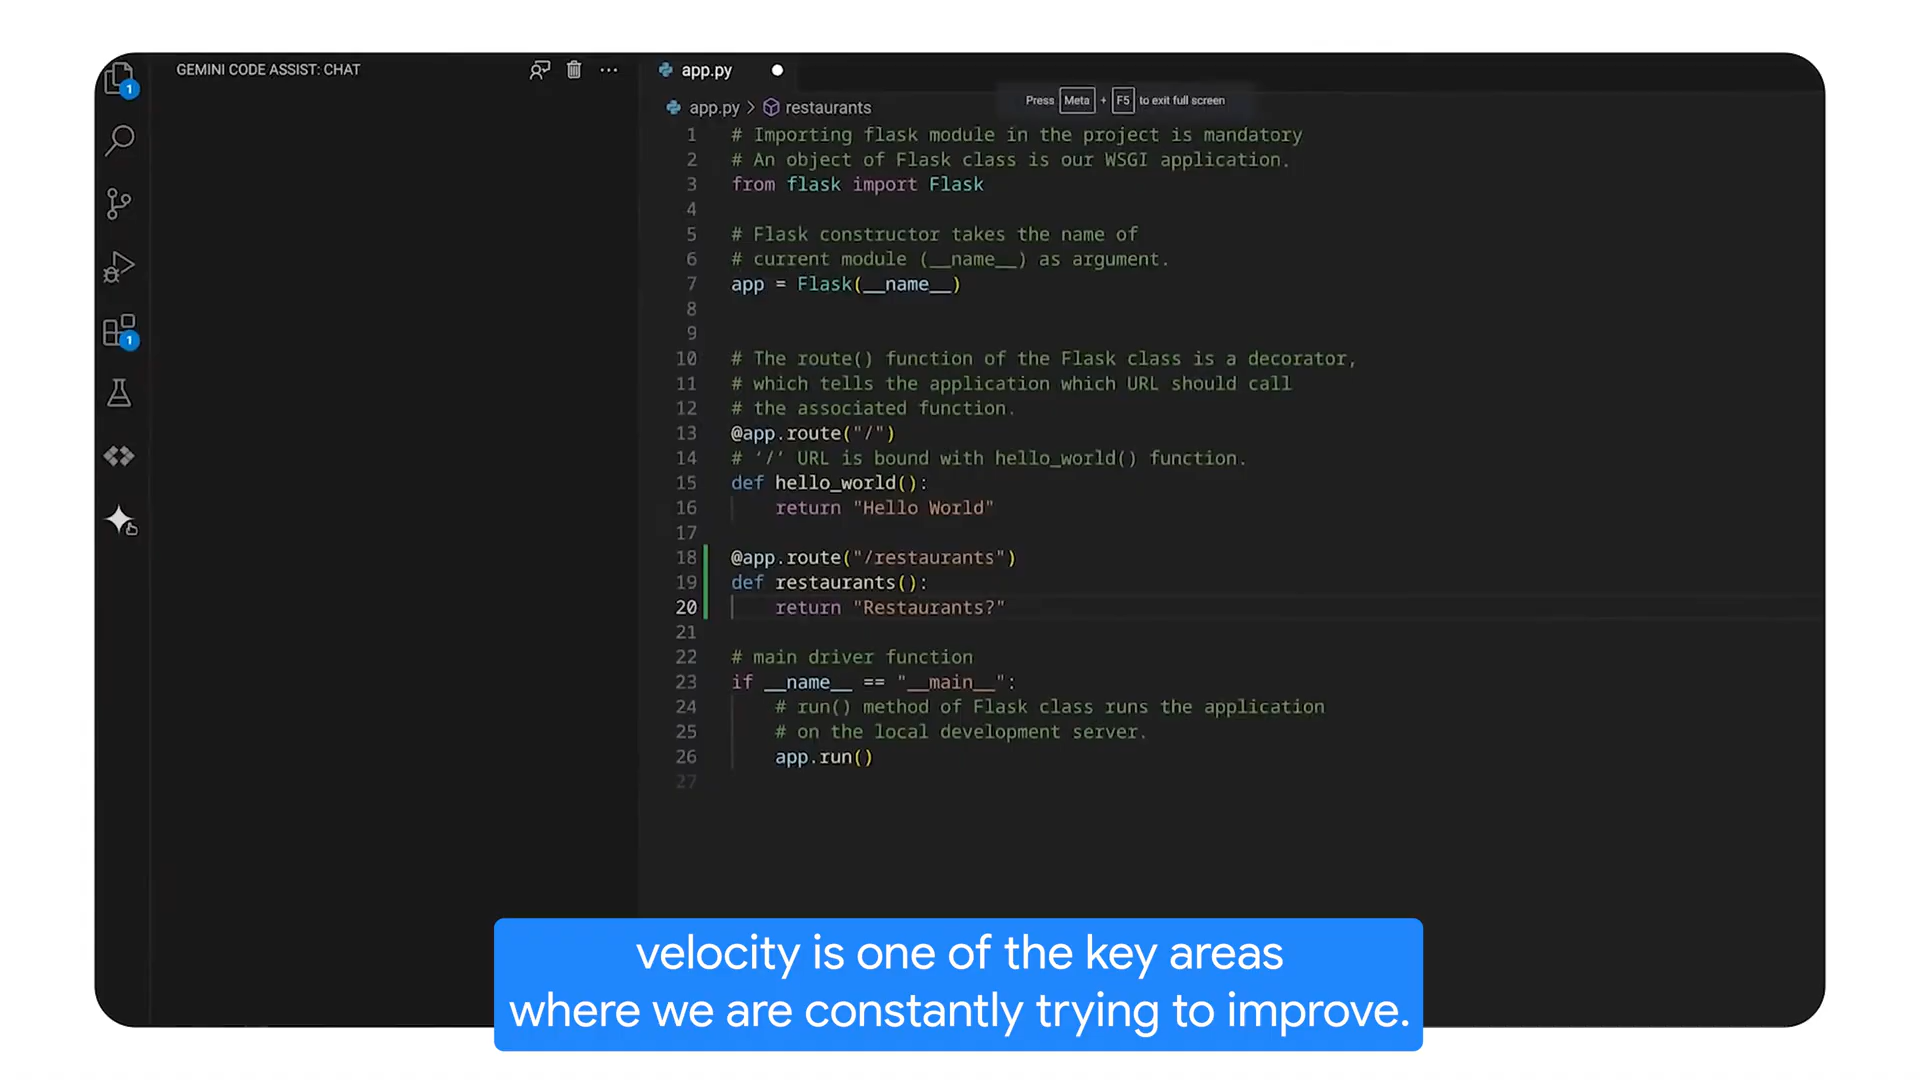 GEMINI CODE ASSIST: CHAT
app.py
app.py > restaurants
Press Meta + F5 to exit full screen
1
1
1 # Importing flask module in the project is mandatory
2 # An object of Flask class is our WSGI application.
3 from flask import Flask
4
5 # Flask constructor takes the name of
6 # current module (__name__) as argument.
7 app = Flask(__name__)
8
9
10 # The route() function of the Flask class is a decorator,
11 # which tells the application which URL should call
12 # the associated function.
13 @app.route("/")
14 # ‘/’ URL is bound with hello_world() function.
15 def hello_world():
16 return "Hello World"
17
18 @app.route("/restaurants")
19 def restaurants():
20 return "Restaurants?"
21
22 # main driver function
23 if __name__ == "__main__":
24 # run() method of Flask class runs the application
25 # on the local development server.
26 app.run()
27
velocity is one of the key areas
where we are constantly trying to improve.